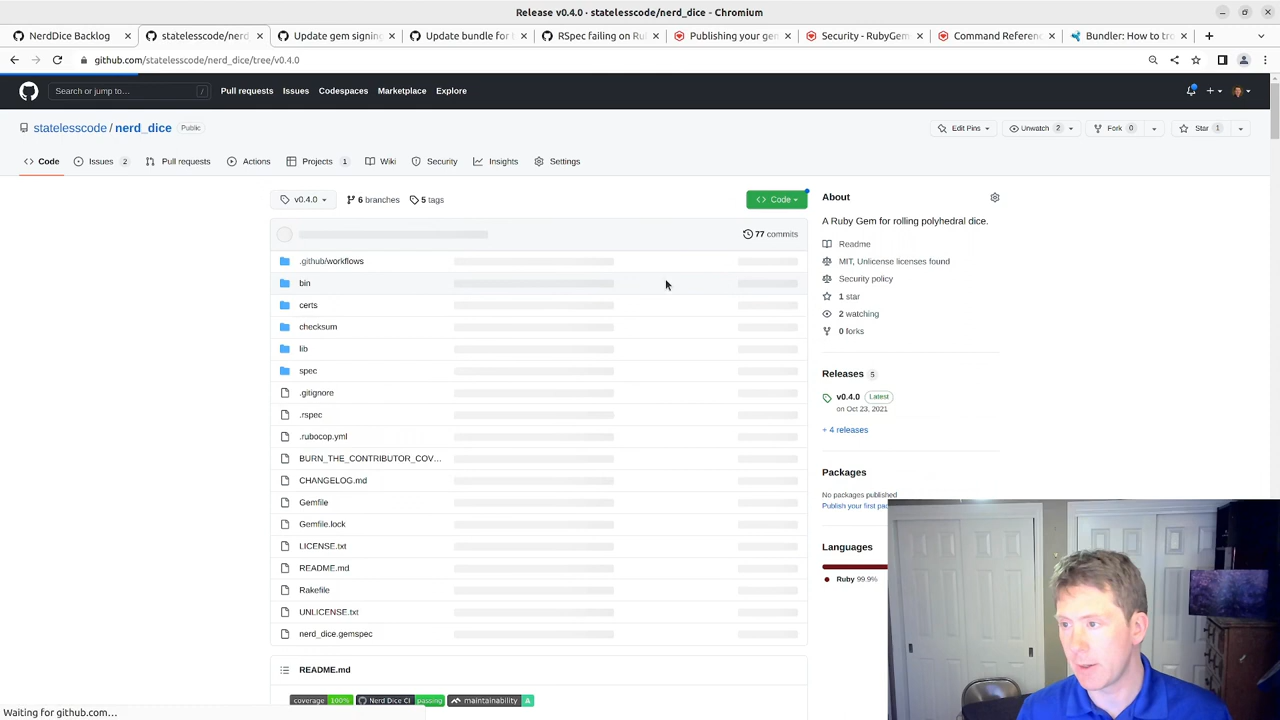 Release v0.4.0 · statelesscode/nerd_dice - Chromium
NerdDice Backlog
statelesscode/nerd
Update gem signing
Update bundle for b
RSpec failing on Rub
Publishing your gem
Security - RubyGem
Command Referenc
Bundler: How to tro
github.com/statelesscode/nerd_dice/tree/v0.4.0
Search or jump to...
/
Pull requests
Issues
Codespaces
Marketplace
Explore
statelesscode / nerd_dice
Public
Edit Pins
Unwatch 2
Fork 0
Star 1
Code
Issues 2
Pull requests
Actions
Projects 1
Wiki
Security
Insights
Settings
v0.4.0
6 branches
5 tags
Code
77 commits
.github/workflows
bin
certs
checksum
lib
spec
.gitignore
.rspec
.rubocop.yml
BURN_THE_CONTRIBUTOR_COV...
CHANGELOG.md
Gemfile
Gemfile.lock
LICENSE.txt
README.md
Rakefile
UNLICENSE.txt
nerd_dice.gemspec
README.md
coverage 100%
Nerd Dice CI passing
maintainability A
About
A Ruby Gem for rolling polyhedral dice.
Readme
MIT, Unlicense licenses found
Security policy
1 star
2 watching
0 forks
Releases 5
v0.4.0 Latest
on Oct 23, 2021
+ 4 releases
Packages
No packages published
Publish your first pac
Languages
Ruby 99.9%
Waiting for github.com...